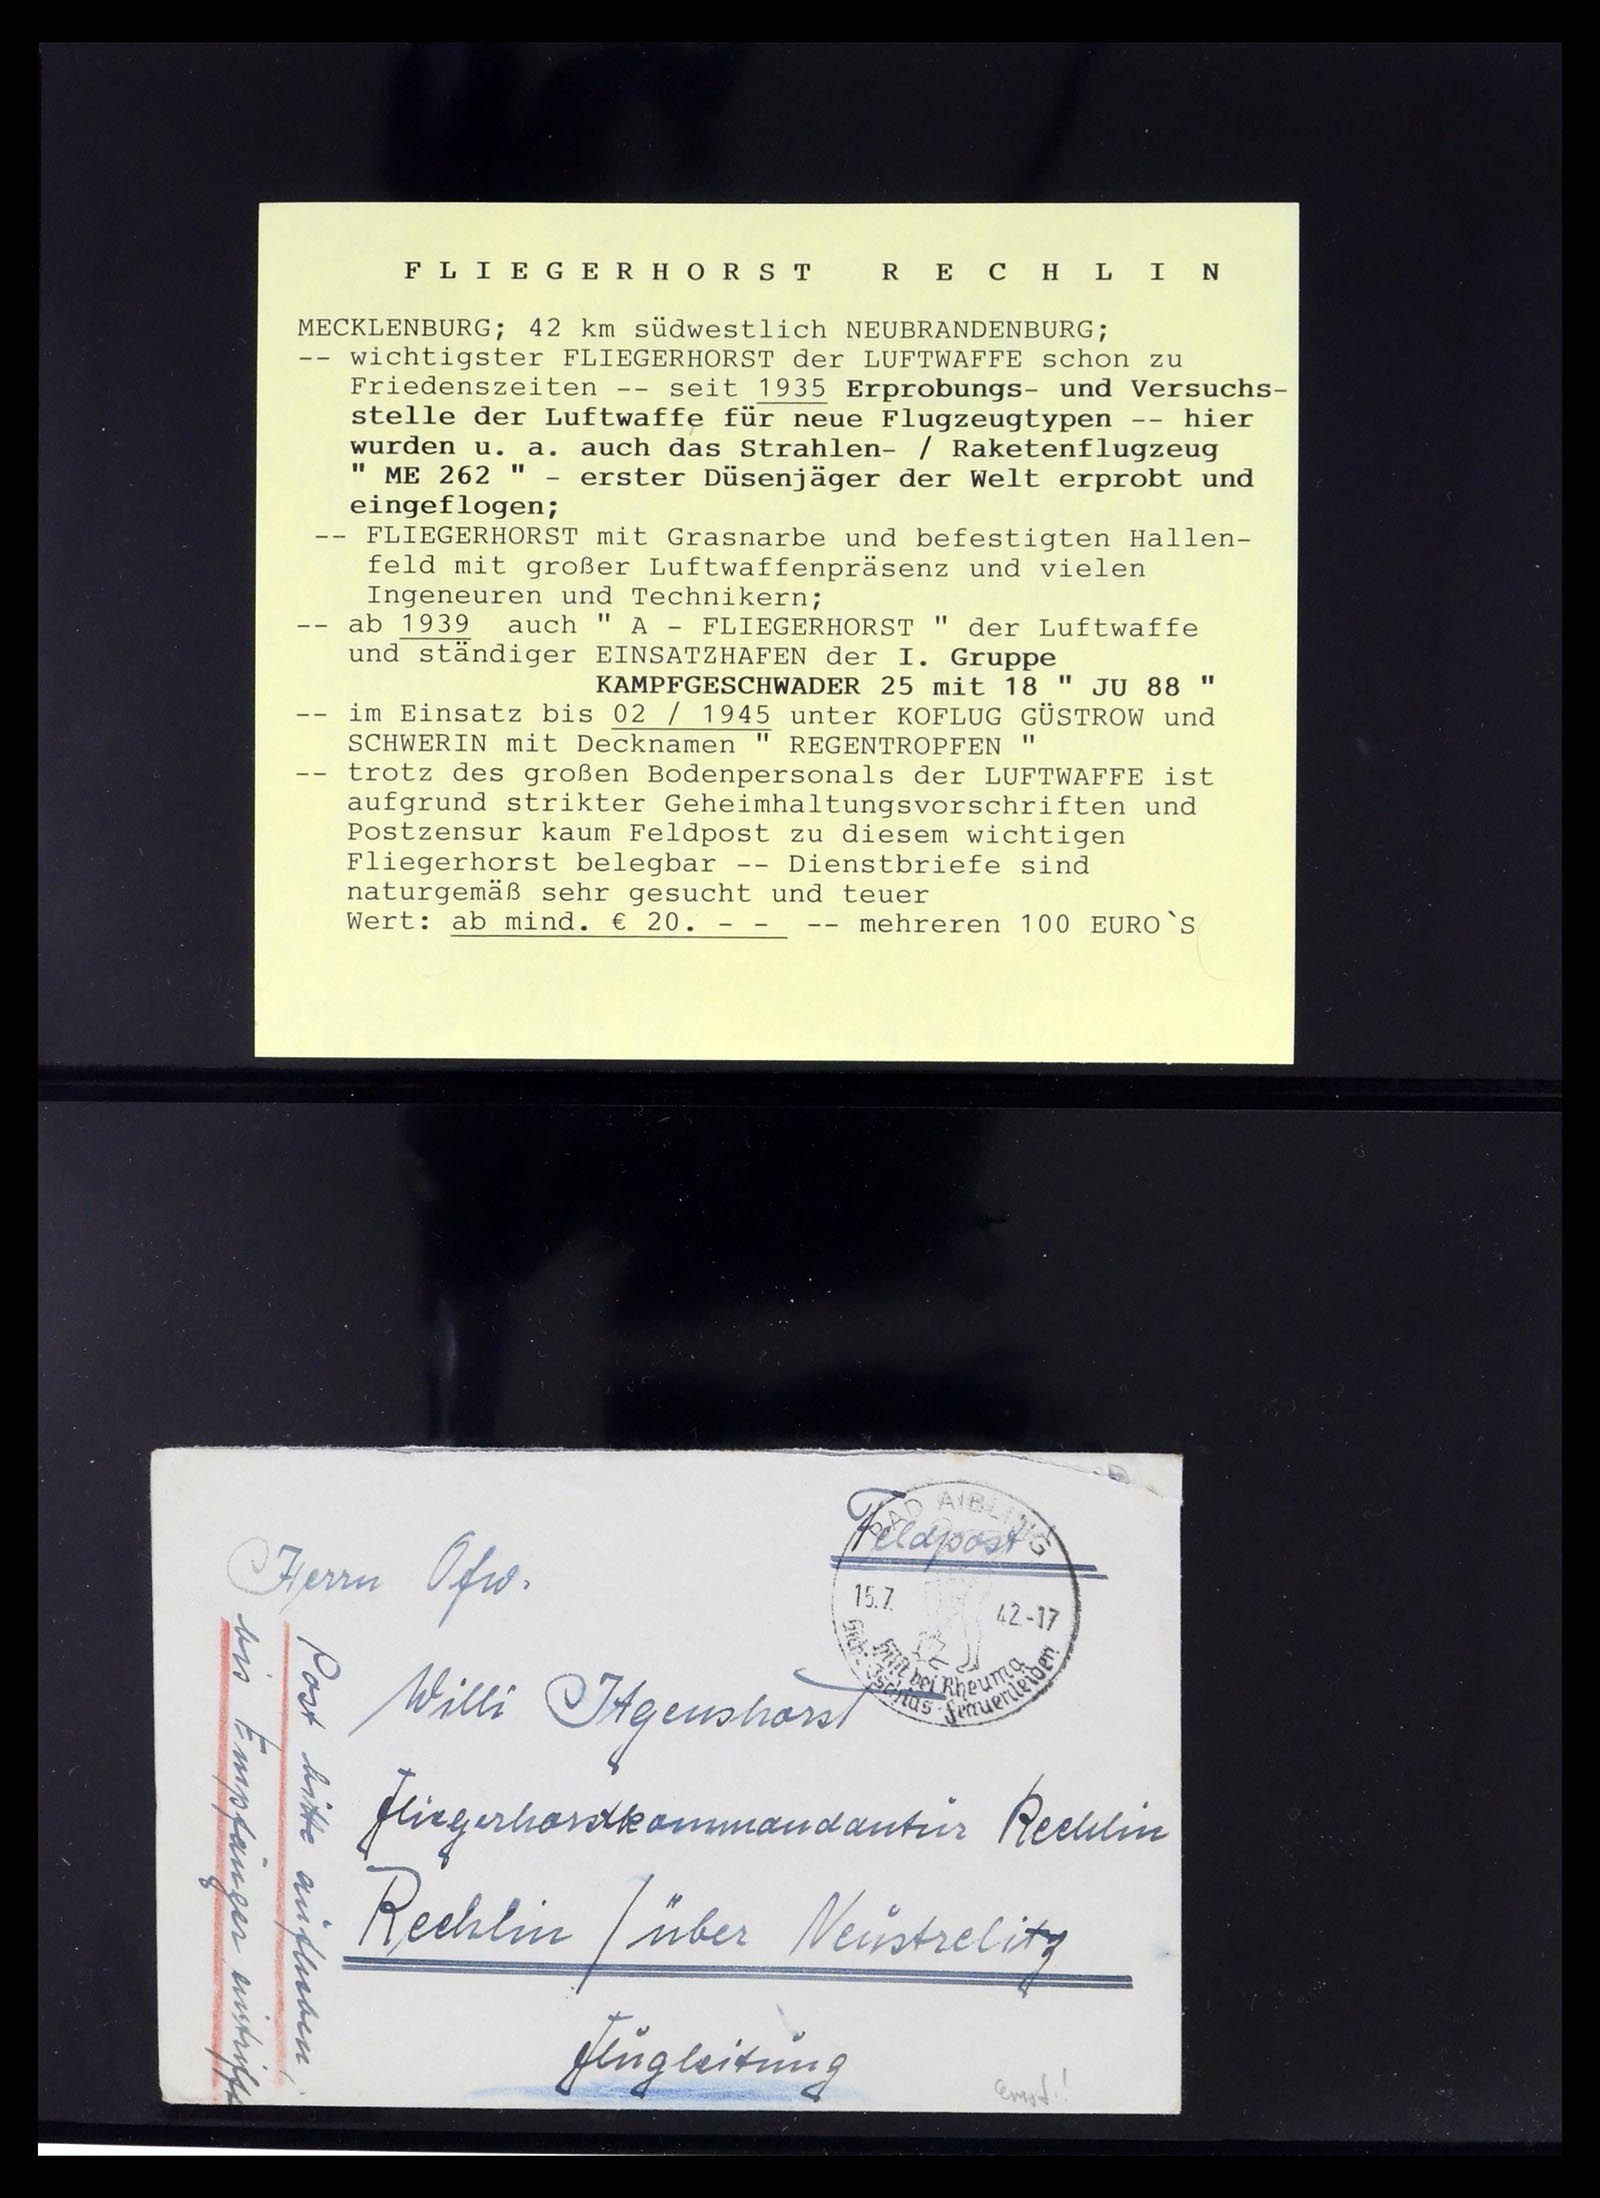 FLIEGERHORST RECHLIN
MECKLENBURG; 42 km südwestlich NEUBRANDENBURG;
-- wichtigster FLIEGERHORST der LUFTWAFFE schon zu
Friedenszeiten -- seit 1935 Erprobungs- und Versuchs-
stelle der Luftwaffe für neue Flugzeugtypen -- hier
wurden u. a. auch das Strahlen- / Raketenflugzeug
" ME 262 " - erster Düsenjäger der Welt erprobt und
eingeflogen;
-- FLIEGERHORST mit Grasnarbe und befestigten Hallen-
feld mit großer Luftwaffenpräsenz und vielen
Ingeneuren und Technikern;
-- ab 1939 auch " A - FLIEGERHORST " der Luftwaffe
und ständiger EINSATZHAFEN der I. Gruppe
KAMPFGESCHWADER 25 mit 18 " JU 88 "
-- im Einsatz bis 02 / 1945 unter KOFLUG GÜSTROW und
SCHWERIN mit Decknamen " REGENTROPFEN "
-- trotz des großen Bodenpersonals der LUFTWAFFE ist
aufgrund strikter Geheimhaltungsvorschriften und
Postzensur kaum Feldpost zu diesem wichtigen
Fliegerhorst belegbar -- Dienstbriefe sind
naturgemäß sehr gesucht und teuer
Wert: ab mind. € 20. - - -- mehreren 100 EURO`S
Feldpost
BAD AIBLING
15.7. 42-17
hilft bei Rheuma
Gicht · Ischias · Frauenleiden
Herrn Ofw.
Willi Itgenshorst
Fliegerhorstkommandantur Rechlin
Rechlin / über Neustrelitz
Flugleitung
Post bitte aufheben,
bis Empfänger eintrifft